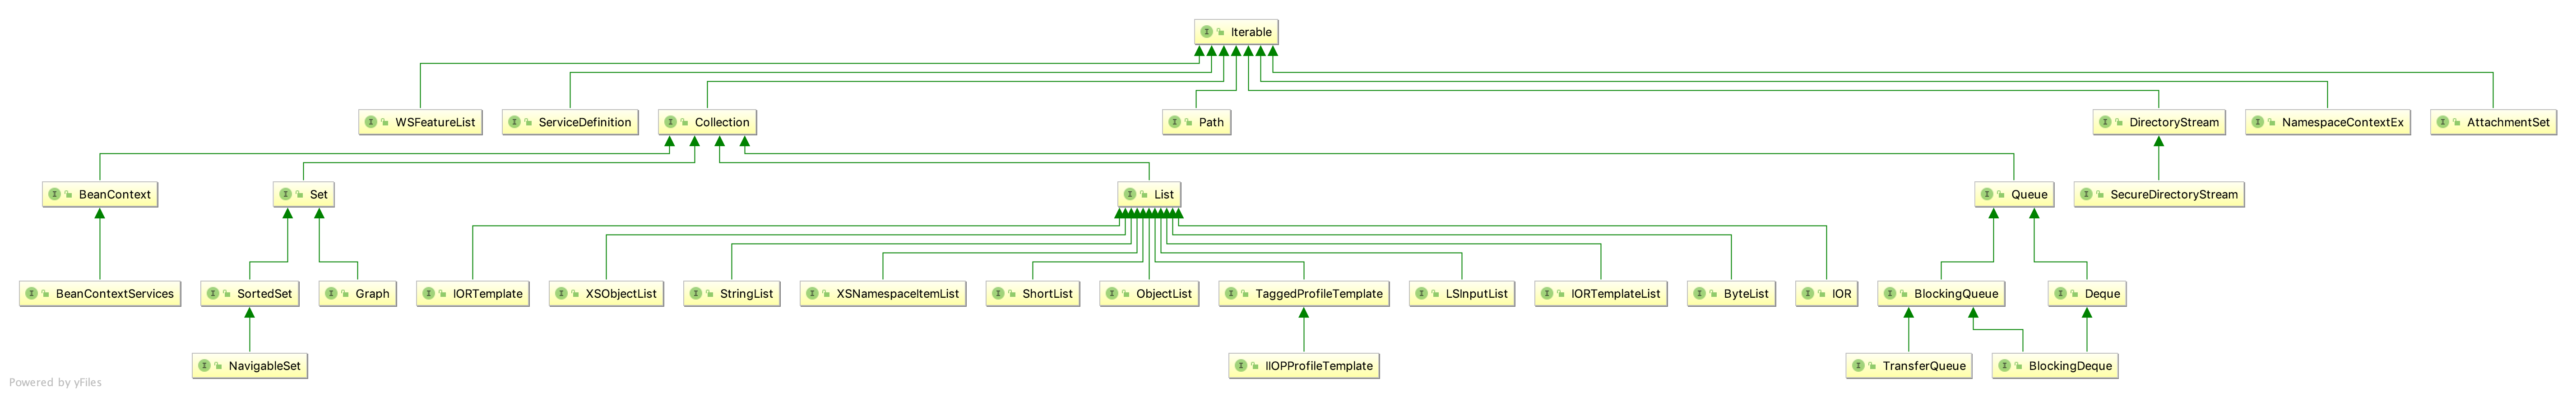 Iterable
WSFeatureList
ServiceDefinition
Collection
Path
DirectoryStream
NamespaceContextEx
AttachmentSet
BeanContext
Set
List
Queue
SecureDirectoryStream
BeanContextServices
SortedSet
Graph
IORTemplate
XSObjectList
StringList
XSNamespaceItemList
ShortList
ObjectList
TaggedProfileTemplate
LSInputList
IORTemplateList
ByteList
IOR
BlockingQueue
Deque
NavigableSet
IIOPProfileTemplate
TransferQueue
BlockingDeque
Powered by yFiles